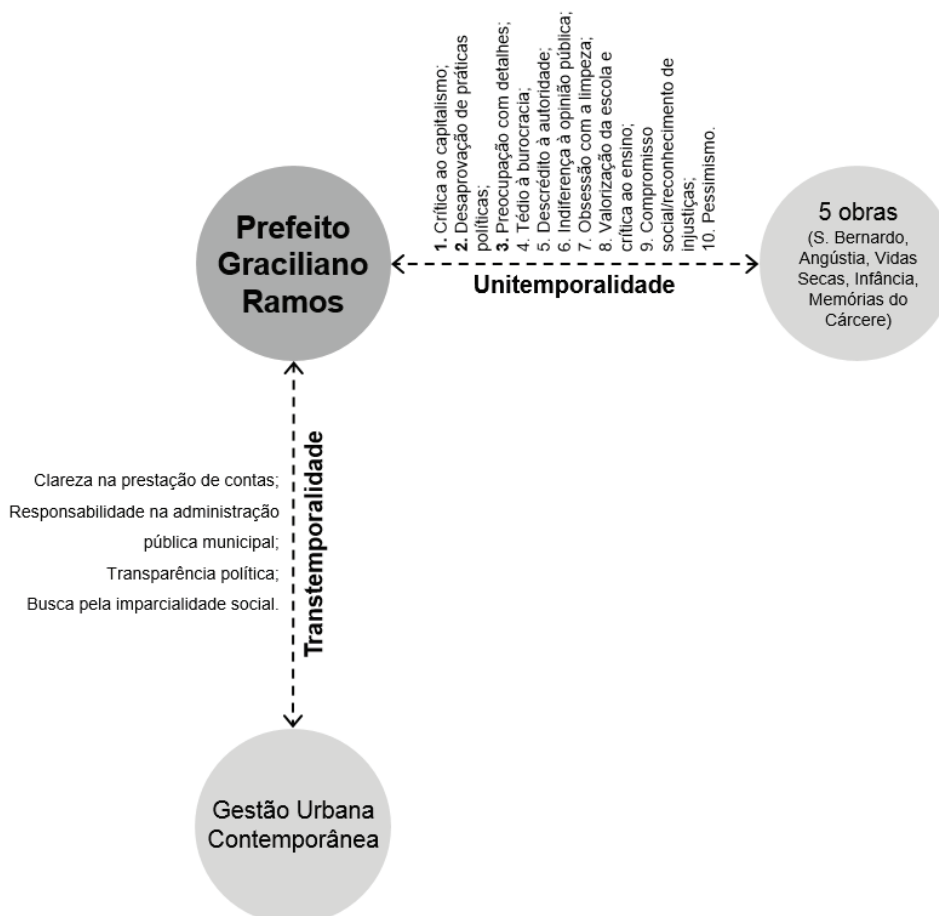 Prefeito
Graciliano
Ramos
1. Crítica ao capitalismo;
2. Desaprovação de práticas
políticas;
3. Preocupação com detalhes;
4. Tédio à burocracia;
5. Descrédito à autoridade;
6. Indiferença à opinião pública;
7. Obsessão com a limpeza;
8. Valorização da escola e
crítica ao ensino;
9. Compromisso
social/reconhecimento de
injustiças;
10. Pessimismo.
Unitemporalidade
5 obras
(S. Bernardo,
Angústia, Vidas
Secas, Infância,
Memórias do
Cárcere)
Clareza na prestação de contas;
Responsabilidade na administração
pública municipal;
Transparência política;
Busca pela imparcialidade social.
Transtemporalidade
Gestão Urbana
Contemporânea